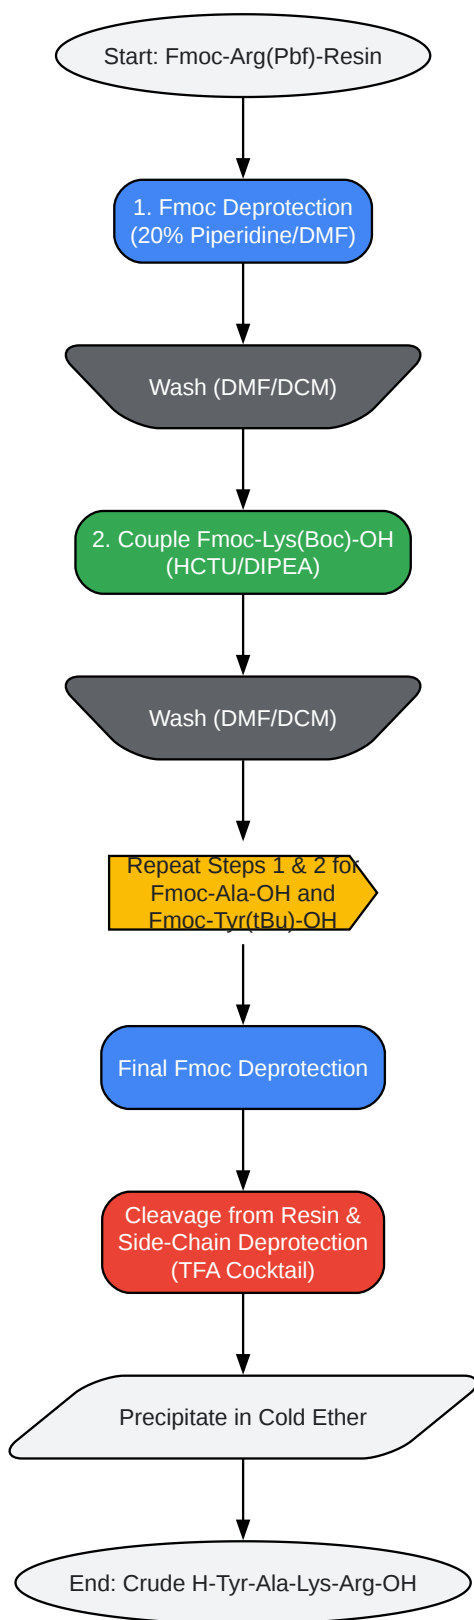 Start: Fmoc-Arg(Pbf)-Resin
1. Fmoc Deprotection
(20% Piperidine/DMF)
Wash (DMF/DCM)
2. Couple Fmoc-Lys(Boc)-OH
(HCTU/DIPEA)
Wash (DMF/DCM)
Repeat Steps 1 & 2 for
Fmoc-Ala-OH and
Fmoc-Tyr(tBu)-OH
Final Fmoc Deprotection
Cleavage from Resin &
Side-Chain Deprotection
(TFA Cocktail)
Precipitate in Cold Ether
End: Crude H-Tyr-Ala-Lys-Arg-OH